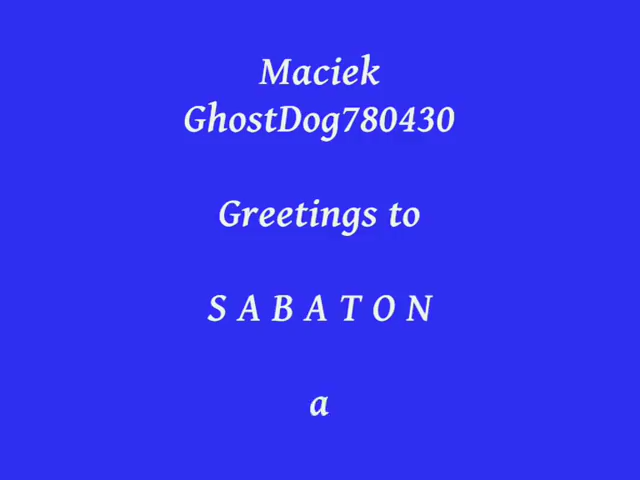 Maciek
GhostDog780430
Greetings to
S A B A T O N
a